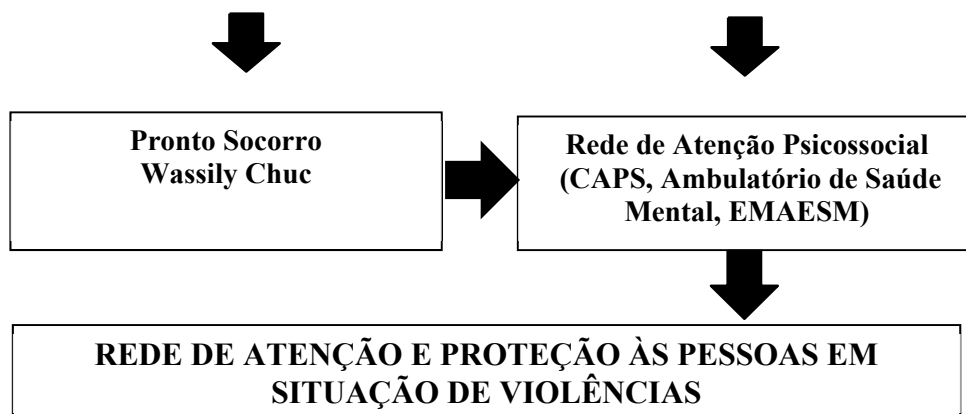 Pronto Socorro
Wassily Chuc
Rede de Atenção Psicossocial
(CAPS, Ambulatório de Saúde
Mental, EMAESM)
REDE DE ATENÇÃO E PROTEÇÃO ÀS PESSOAS EM
SITUAÇÃO DE VIOLÊNCIAS